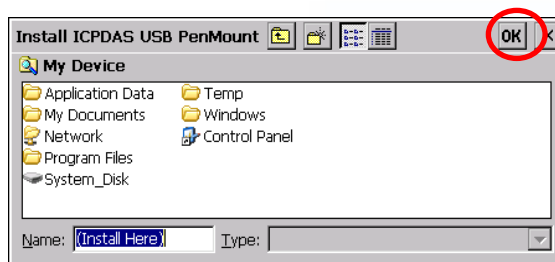 Install ICPDAS USB PenMount OK
My Device
Application Data Temp
My Documents Windows
Network Control Panel
Program Files
System_Disk
Name: (Install Here) Type: